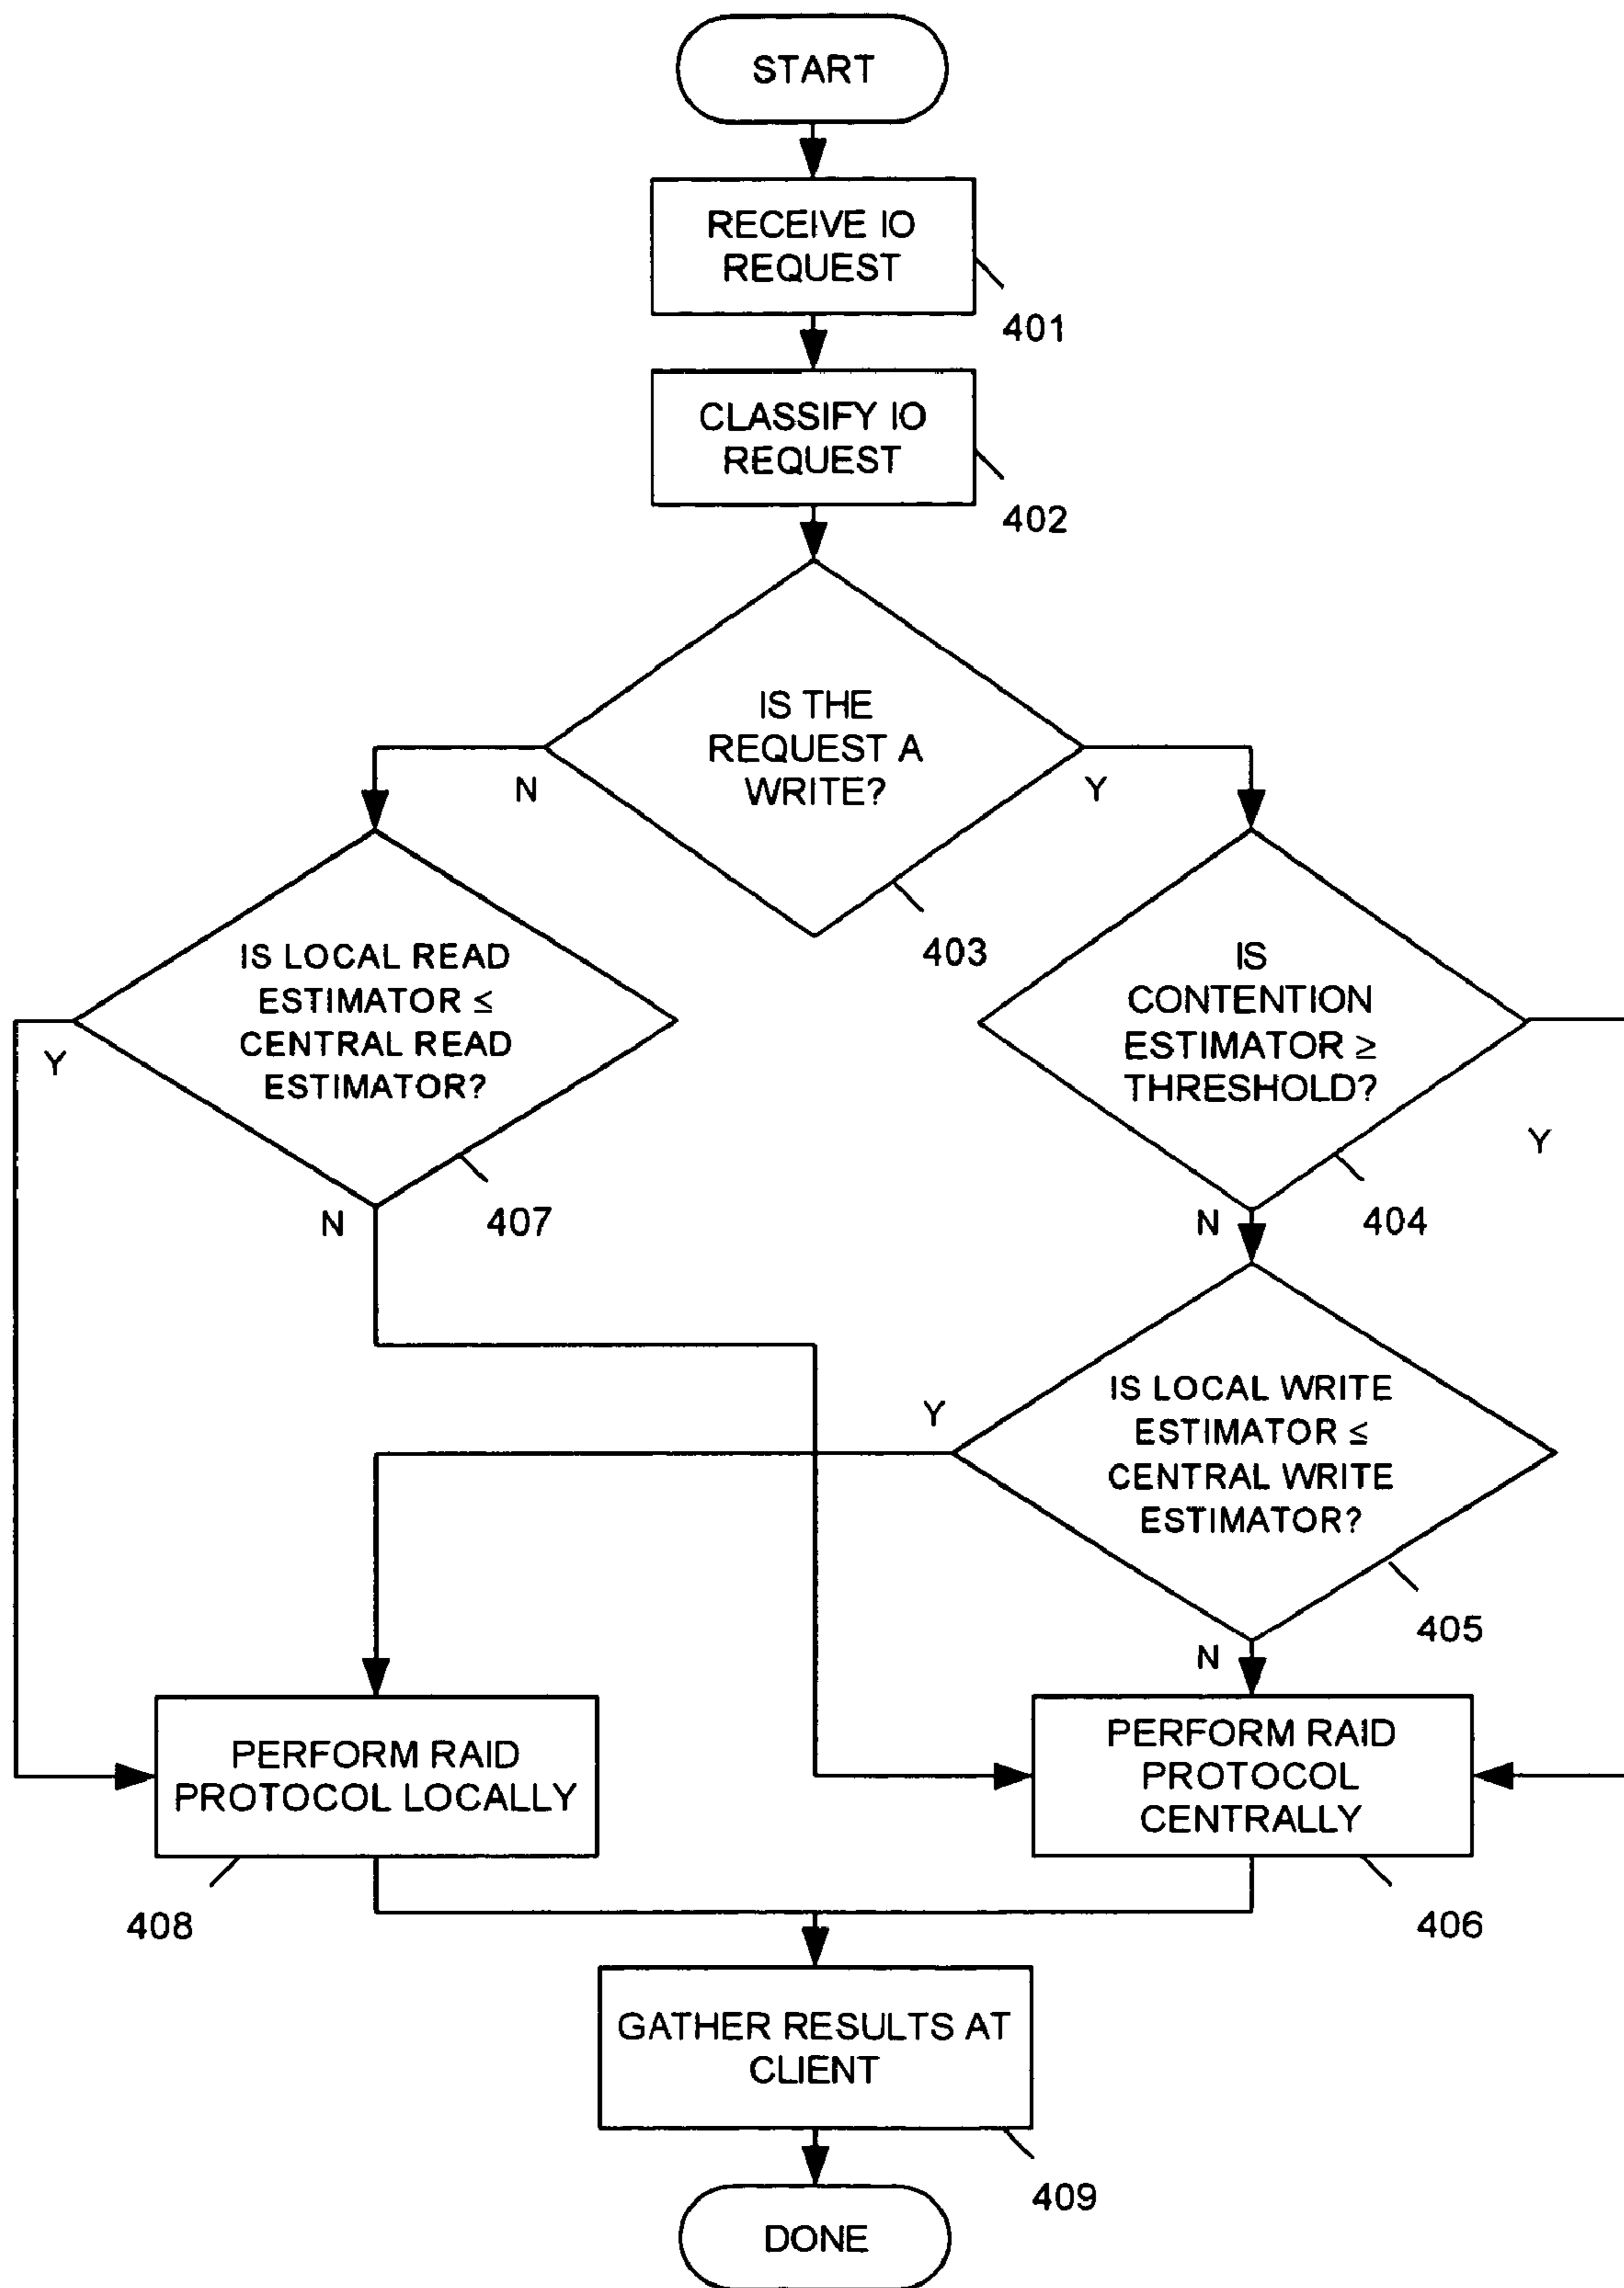 START
RECEIVE IO
REQUEST
401
CLASSIFY IO
REQUEST
402
IS THE
REQUEST A
WRITE?
N
Y
403
IS LOCAL READ
ESTIMATOR ≤
CENTRAL READ
ESTIMATOR?
Y
N
407
IS
CONTENTION
ESTIMATOR ≥
THRESHOLD?
Y
N
404
IS LOCAL WRITE
ESTIMATOR ≤
CENTRAL WRITE
ESTIMATOR?
Y
N
405
PERFORM RAID
PROTOCOL LOCALLY
408
PERFORM RAID
PROTOCOL
CENTRALLY
406
GATHER RESULTS AT
CLIENT
409
DONE